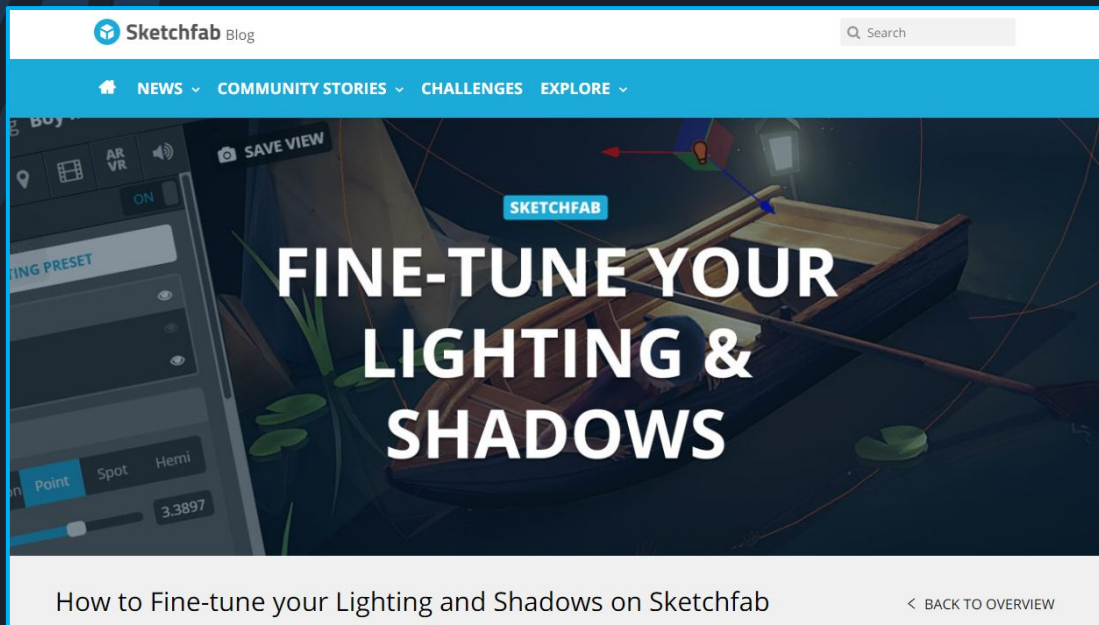 Sketchfab Blog
Search
NEWS COMMUNITY STORIES CHALLENGES EXPLORE
AR
VR
SAVE VIEW
ON
SKETCHFAB
TING PRESET
FINE-TUNE YOUR
LIGHTING &
SHADOWS
Point Spot Hemi
3.3897
How to Fine-tune your Lighting and Shadows on Sketchfab
< BACK TO OVERVIEW